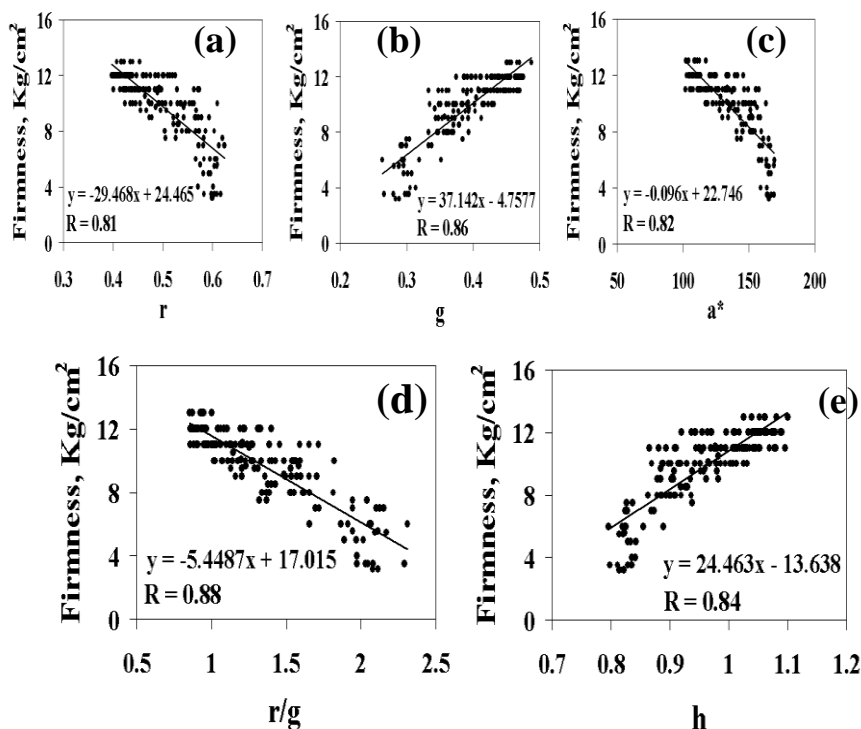 (a)
Firmness, Kg/cm²
16
12
8
4
0
y = -29.468x + 24.465
R = 0.81
0.3 0.4 0.5 0.6 0.7
r
(b)
Firmness, Kg/cm²
16
12
8
4
0
y = 37.142x - 4.7577
R = 0.86
0.2 0.3 0.4 0.5
g
(c)
Firmness, Kg/cm²
16
12
8
4
0
y = -0.096x + 22.746
R = 0.82
50 100 150 200
a*
(d)
Firmness, Kg/cm²
16
12
8
4
0
y = -5.4487x + 17.015
R = 0.88
0.5 1 1.5 2 2.5
r/g
(e)
Firmness, Kg/cm²
16
12
8
4
0
y = 24.463x - 13.638
R = 0.84
0.7 0.8 0.9 1 1.1 1.2
h